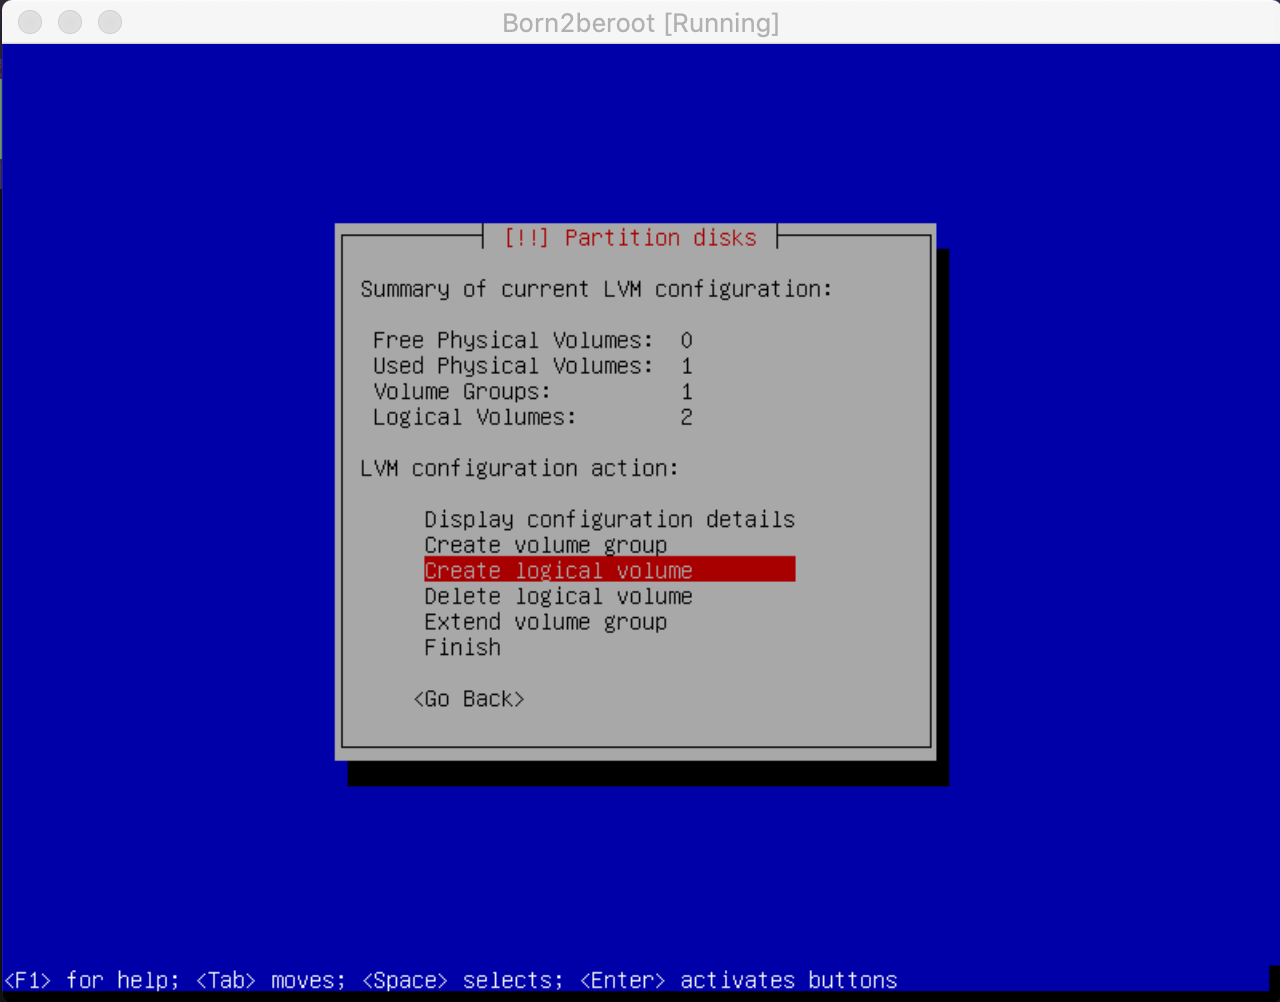 Born2beroot [Running]
[!!] Partition disks
Summary of current LVM configuration:
Free Physical Volumes: 0
Used Physical Volumes: 1
Volume Groups: 1
Logical Volumes: 2
LVM configuration action:
Display configuration details
Create volume group
Create logical volume
Delete logical volume
Extend volume group
Finish
<Go Back>
<F1> for help; <Tab> moves; <Space> selects; <Enter> activates buttons